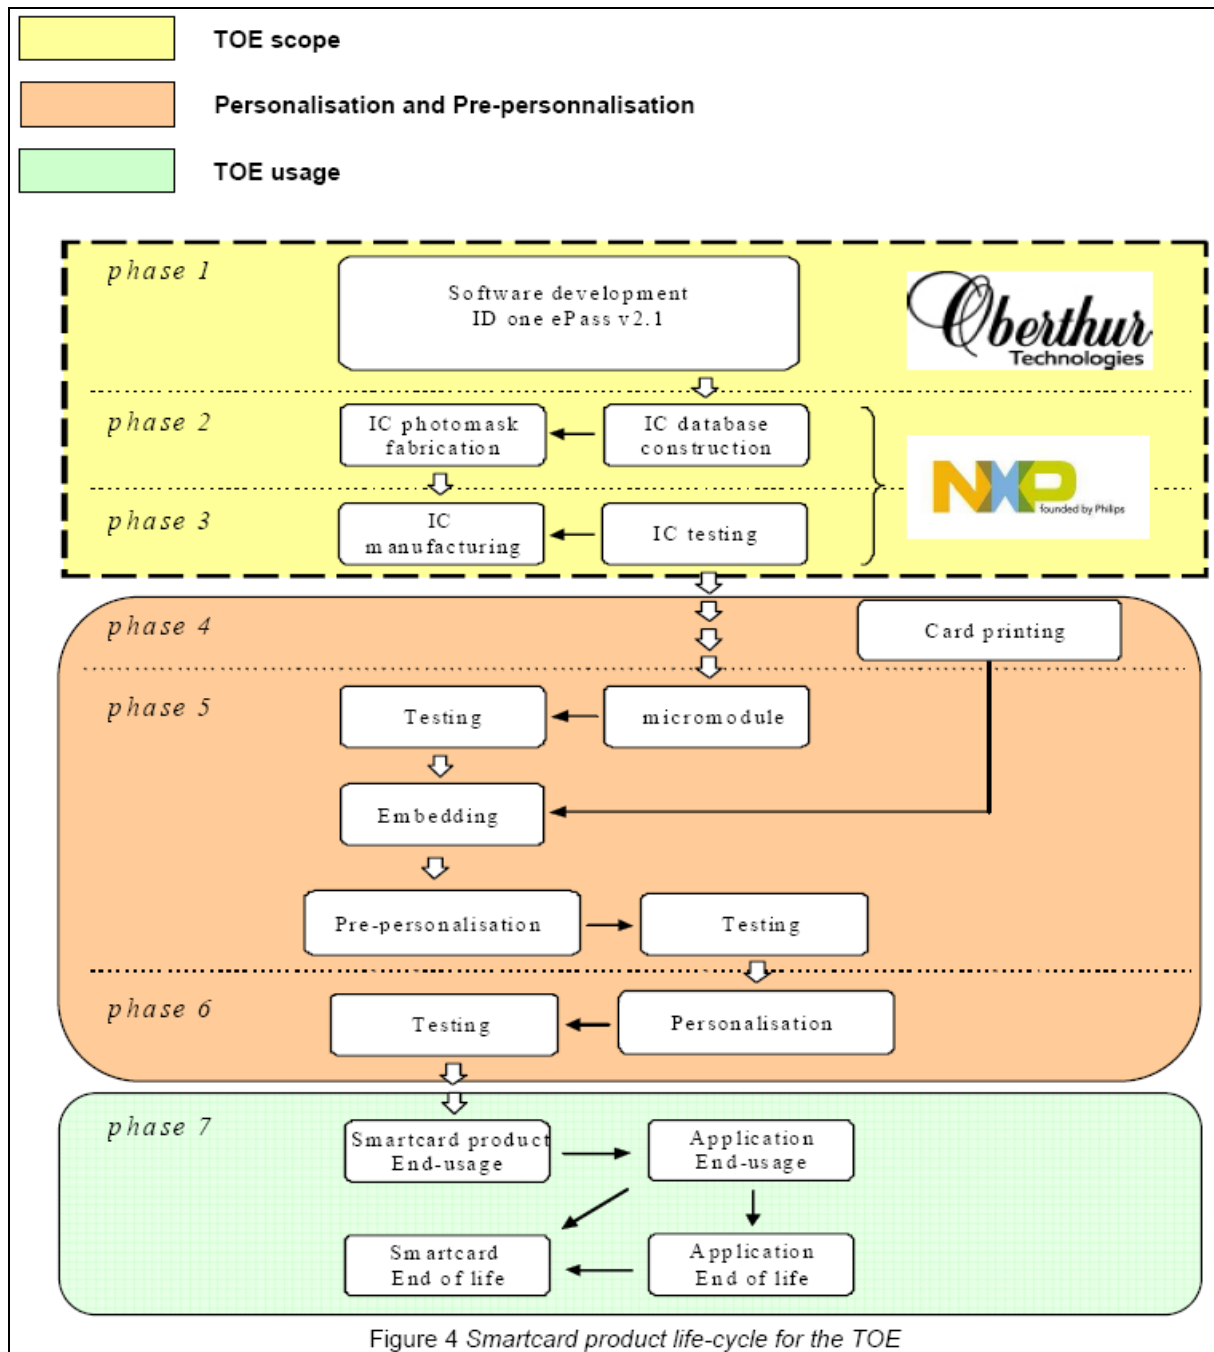 TOE scope
Personalisation and Pre-personnalisation
TOE usage
phase 1
Software development
ID one ePass v2.1
Oberthur
Technologies
phase 2
IC photomask
fabrication
IC database
construction
NXP
founded by Philips
phase 3
IC
manufacturing
IC testing
phase 4
Card printing
phase 5
Testing
micromodule
Embedding
Pre-personalisation
Testing
phase 6
Testing
Personalisation
phase 7
Smartcard product
End-usage
Application
End-usage
Smartcard
End of life
Application
End of life
Figure 4 Smartcard product life-cycle for the TOE